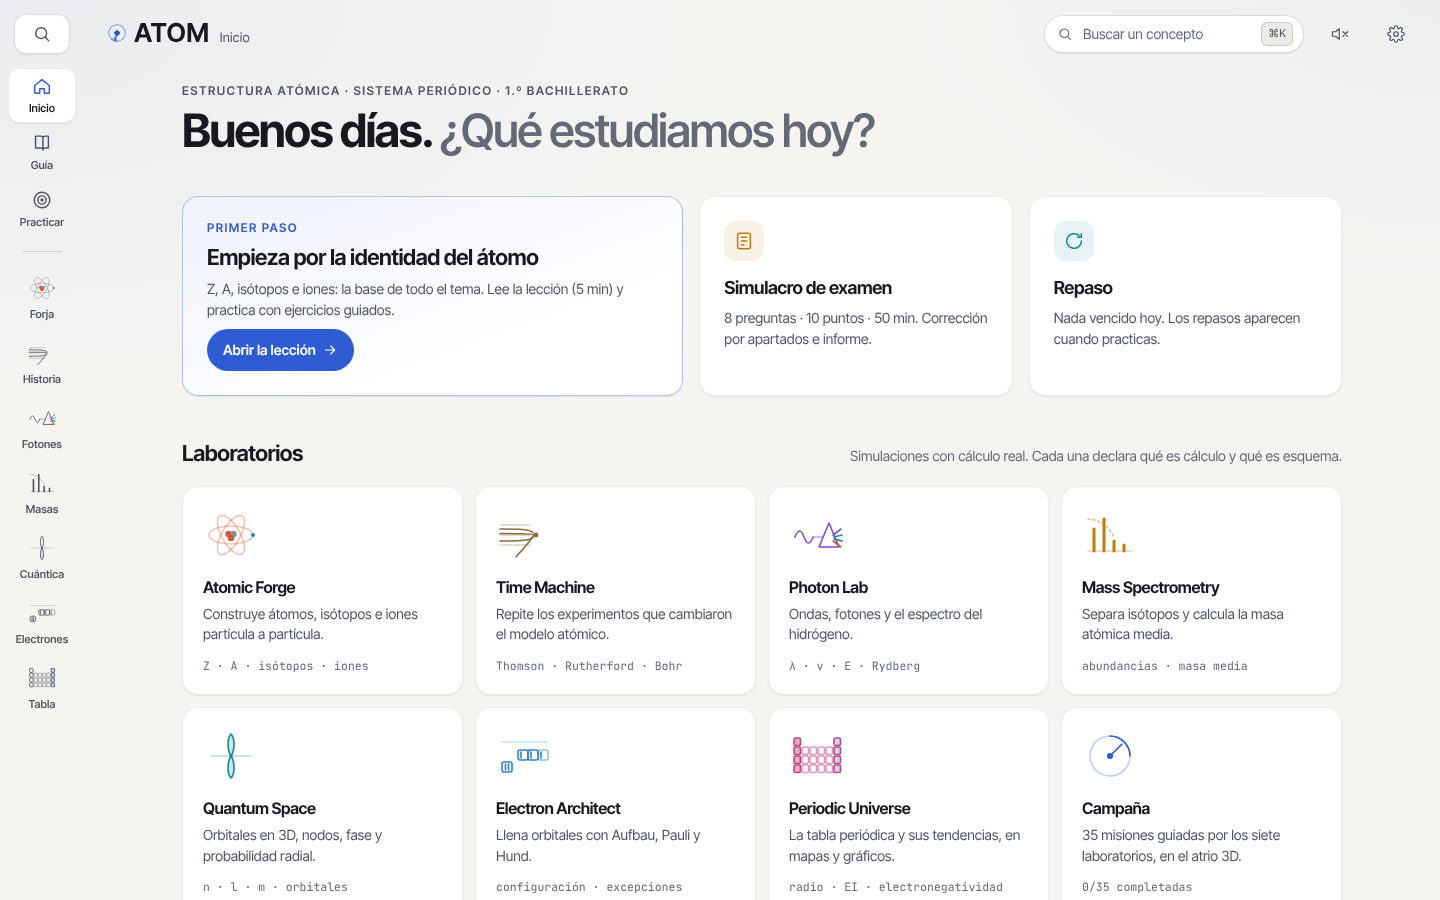 ATOM Inicio
Buscar un concepto ⌘K
Inicio
Guía
Practicar
Forja
Historia
Fotones
Masas
Cuántica
Electrones
Tabla
ESTRUCTURA ATÓMICA · SISTEMA PERIÓDICO · 1.º BACHILLERATO
Buenos días. ¿Qué estudiamos hoy?
PRIMER PASO
Empieza por la identidad del átomo
Z, A, isótopos e iones: la base de todo el tema. Lee la lección (5 min) y
practica con ejercicios guiados.
Abrir la lección →
Simulacro de examen
8 preguntas · 10 puntos · 50 min. Corrección
por apartados e informe.
Repaso
Nada vencido hoy. Los repasos aparecen
cuando practicas.
Laboratorios
Simulaciones con cálculo real. Cada una declara qué es cálculo y qué es esquema.
Atomic Forge
Construye átomos, isótopos e iones
partícula a partícula.
Z · A · isótopos · iones
Time Machine
Repite los experimentos que cambiaron
el modelo atómico.
Thomson · Rutherford · Bohr
Photon Lab
Ondas, fotones y el espectro del
hidrógeno.
λ · ν · E · Rydberg
Mass Spectrometry
Separa isótopos y calcula la masa
atómica media.
abundancias · masa media
Quantum Space
Orbitales en 3D, nodos, fase y
probabilidad radial.
n · l · m · orbitales
Electron Architect
Llena orbitales con Aufbau, Pauli y
Hund.
configuración · excepciones
Periodic Universe
La tabla periódica y sus tendencias, en
mapas y gráficos.
radio · EI · electronegatividad
Campaña
35 misiones guiadas por los siete
laboratorios, en el atrio 3D.
0/35 completadas